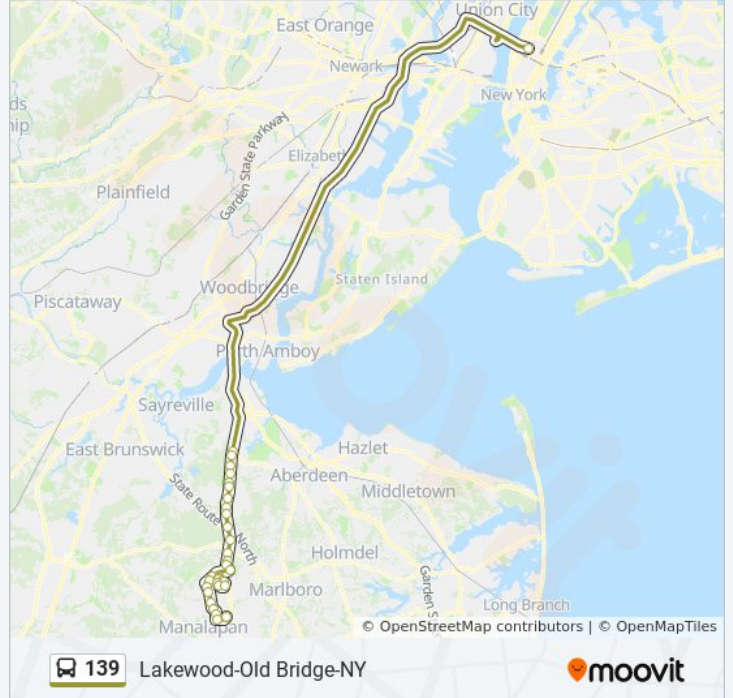 Union City
East Orange
Newark
ds
hip
New York
Garden State Parkway
Elizabeth
Plainfield
Staten Island
Woodbridge
Piscataway
Perth Amboy
Sayreville
East Brunswick
Hazlet
Aberdeen
Middletown
State Route
North
Holmdel
Marlboro
Garden S
Long Branch
Manalapan
© OpenStreetMap contributors | © OpenMapTiles
139 Lakewood-Old Bridge-NY
moovit